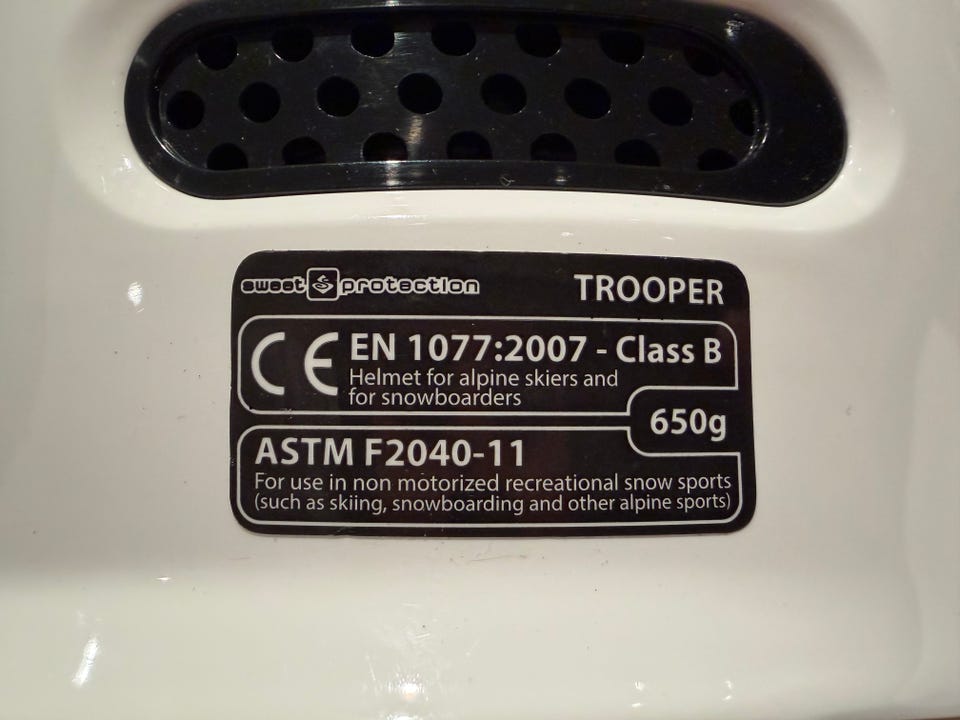 sweet protection
TROOPER
CE EN 1077:2007 - Class B
Helmet for alpine skiers and
for snowboarders
650g
ASTM F2040-11
For use in non motorized recreational snow sports
(such as skiing, snowboarding and other alpine sports)